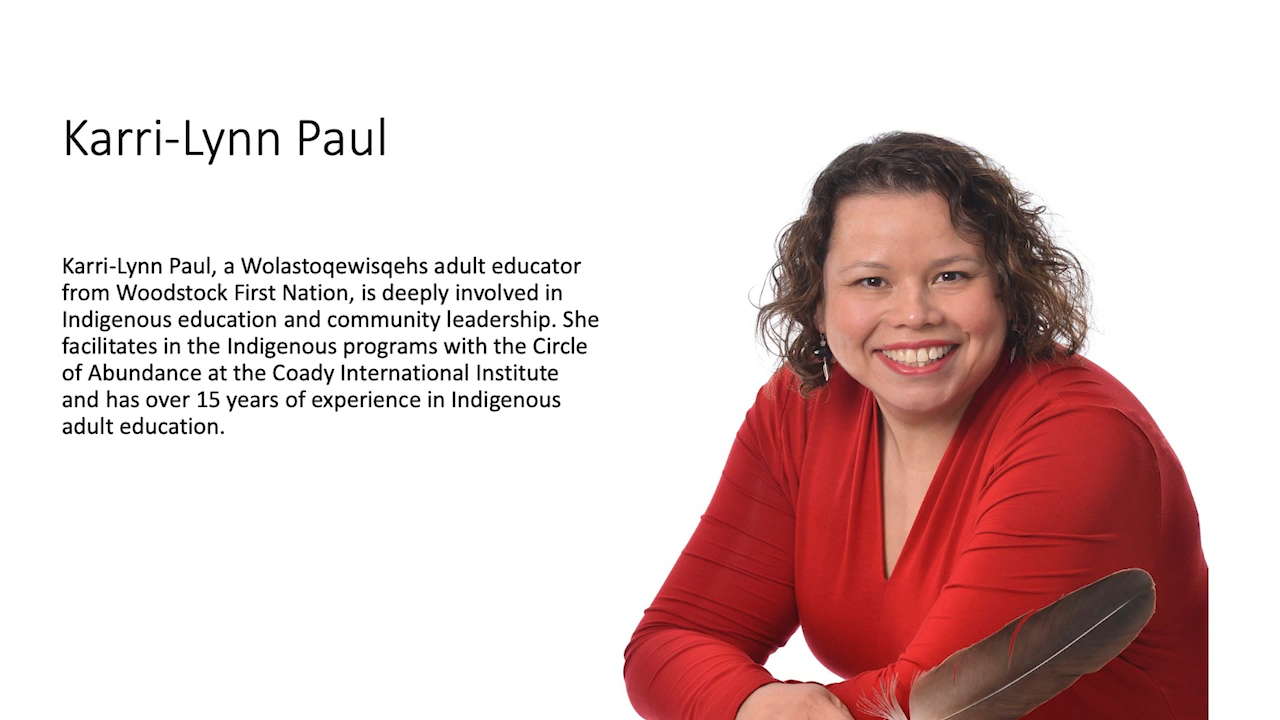 Karri-Lynn Paul
Karri-Lynn Paul, a Wolastoqewisqehs adult educator
from Woodstock First Nation, is deeply involved in
Indigenous education and community leadership. She
facilitates in the Indigenous programs with the Circle
of Abundance at the Coady International Institute
and has over 15 years of experience in Indigenous
adult education.